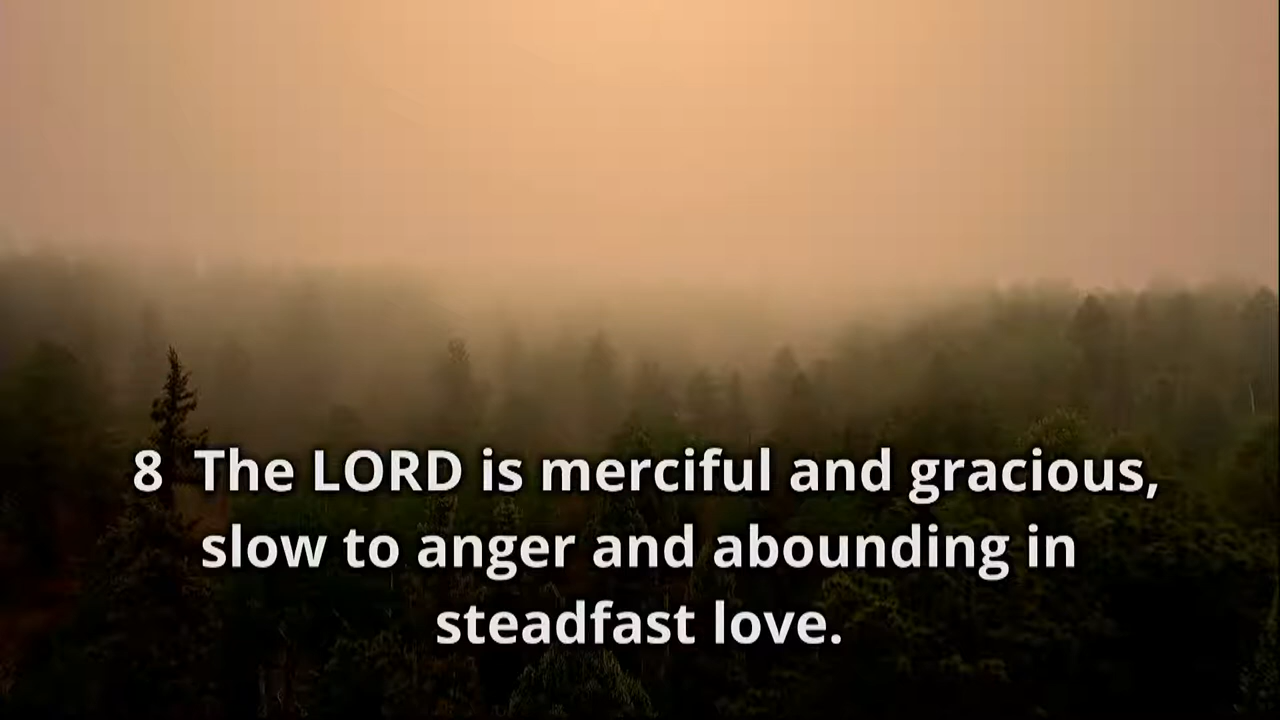 8 The LORD is merciful and gracious,
slow to anger and abounding in
steadfast love.